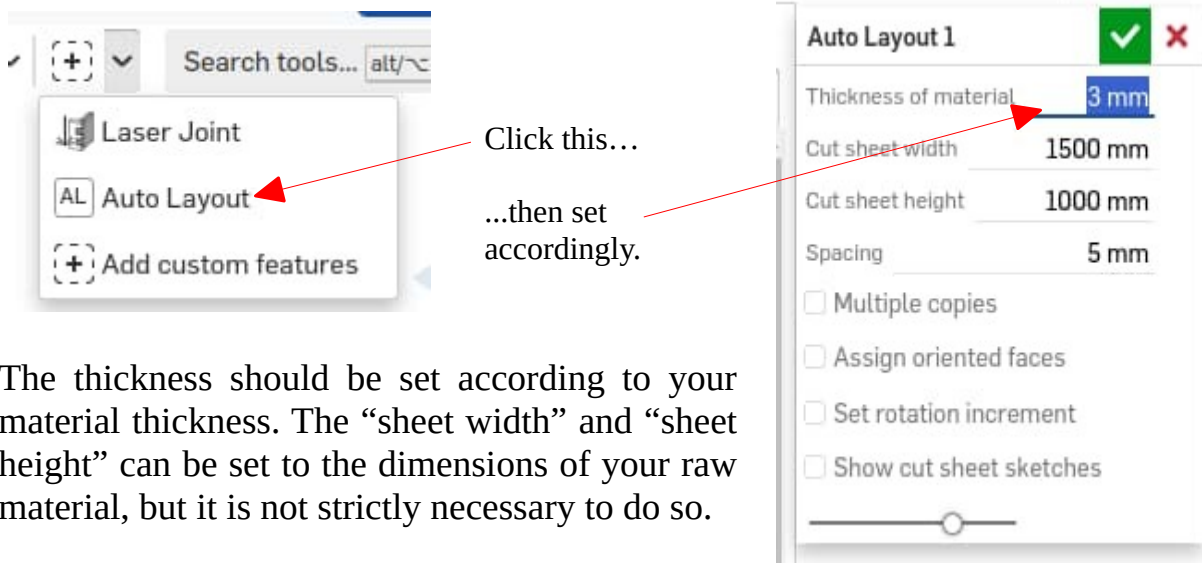 Search tools... alt/⌥
Laser Joint
AL Auto Layout
Add custom features
Click this…
...then set
accordingly.
Auto Layout 1
Thickness of material 3 mm
Cut sheet width 1500 mm
Cut sheet height 1000 mm
Spacing 5 mm
Multiple copies
Assign oriented faces
Set rotation increment
Show cut sheet sketches
The thickness should be set according to your
material thickness. The “sheet width” and “sheet
height” can be set to the dimensions of your raw
material, but it is not strictly necessary to do so.